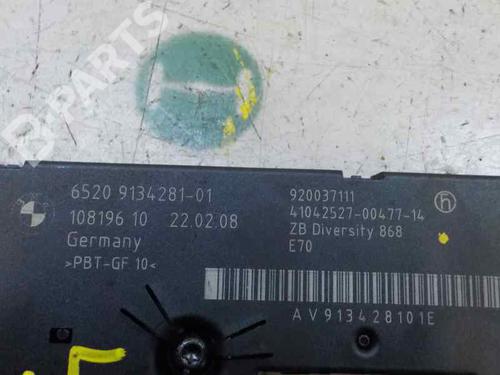 B-PARTS
6520 9134281-01
108196 10 22.02.08
Germany
>PBT-GF 10<
920037111
41042527-00477-14
ZB Diversity 868
E70
h
AV913428101E